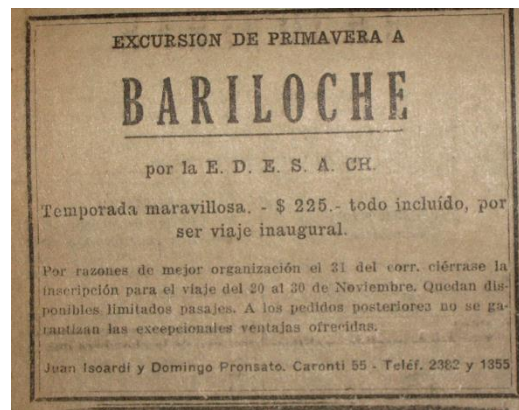 EXCURSION DE PRIMAVERA A
BARILOCHE
por la E. D. E. S. A. CH.
Temporada maravillosa. - $ 225.- todo incluído, por
ser viaje inaugural.
Por razones de mejor organización el 31 del corr. ciérrase la
inscripción para el viaje del 20 al 30 de Noviembre. Quedan dis-
ponibles limitados pasajes. A los pedidos posteriores no se ga-
rantizan las excepcionales ventajas ofrecidas.
Juan Isoardi y Domingo Pronsato. Caronti 55 - Teléf. 2382 y 1355